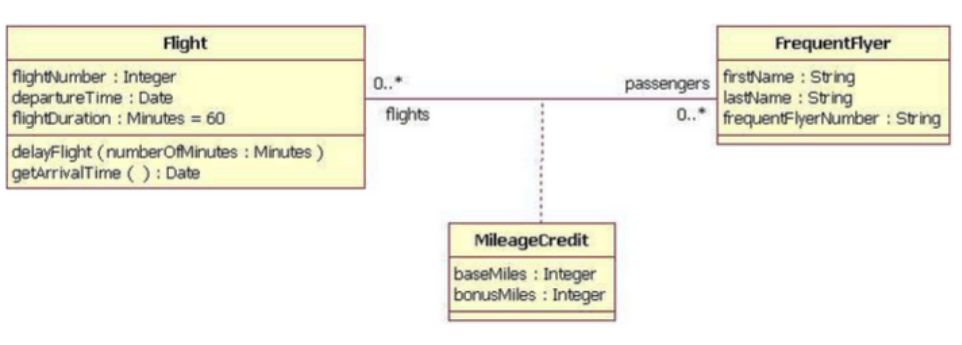 Flight
flightNumber : Integer
departureTime : Date
flightDuration : Minutes = 60
delayFlight ( numberOfMinutes : Minutes )
getArrivalTime ( ) : Date
0..*
flights
passengers
0..*
FrequentFlyer
firstName : String
lastName : String
frequentFlyerNumber : String
MileageCredit
baseMiles : Integer
bonusMiles : Integer